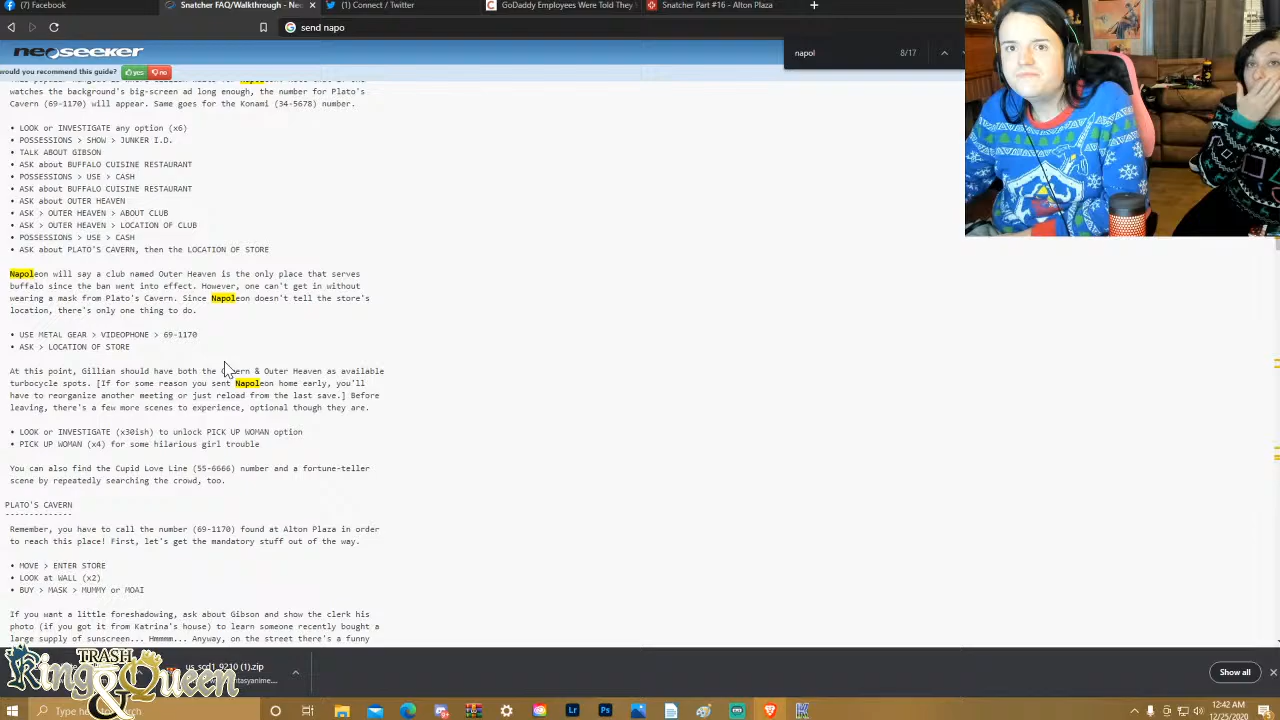 Facebook
Snatcher FAQ/Walkthrough - Neo
(1) Connect / Twitter
GoDaddy Employees Were Told They
Snatcher Part #16 - Alton Plaza
send napo
neoseeker
napol
8/17
would you recommend this guide? yes no
watches the background's big-screen ad long enough, the number for Plato's
Cavern (69-1170) will appear. Same goes for the Konami (34-5678) number.
• LOOK or INVESTIGATE any option (x6)
• POSSESSIONS > SHOW > JUNKER I.D.
• TALK ABOUT GIBSON
• ASK about BUFFALO CUISINE RESTAURANT
• POSSESSIONS > USE > CASH
• ASK about BUFFALO CUISINE RESTAURANT
• ASK about OUTER HEAVEN
• ASK > OUTER HEAVEN > ABOUT CLUB
• ASK > OUTER HEAVEN > LOCATION OF CLUB
• POSSESSIONS > USE > CASH
• ASK about PLATO'S CAVERN, then the LOCATION OF STORE
Napoleon will say a club named Outer Heaven is the only place that serves
buffalo since the ban went into effect. However, one can't get in without
wearing a mask from Plato's Cavern. Since Napoleon doesn't tell the store's
location, there's only one thing to do.
• USE METAL GEAR > VIDEOPHONE > 69-1170
• ASK > LOCATION OF STORE
At this point, Gillian should have both the Cavern & Outer Heaven as available
turbocycle spots. [If for some reason you sent Napoleon home early, you'll
have to reorganize another meeting or just reload from the last save.] Before
leaving, there's a few more scenes to experience, optional though they are.
• LOOK or INVESTIGATE (x30ish) to unlock PICK UP WOMAN option
• PICK UP WOMAN (x4) for some hilarious girl trouble
You can also find the Cupid Love Line (55-6666) number and a fortune-teller
scene by repeatedly searching the crowd, too.
PLATO'S CAVERN
--------------
Remember, you have to call the number (69-1170) found at Alton Plaza in order
to reach this place! First, let's get the mandatory stuff out of the way.
• MOVE > ENTER STORE
• LOOK at WALL (x2)
• BUY > MASK > MUMMY or MOAI
If you want a little foreshadowing, ask about Gibson and show the clerk his
photo (if you got it from Katrina's house) to learn someone recently bought a
large supply of sunscreen... Hmmmm... Anyway, on the street there's a funny
TRASH
King & Queen
us_scd1_9210 (1).zip
Show all
Type here to
12:42 AM
12/25/2020